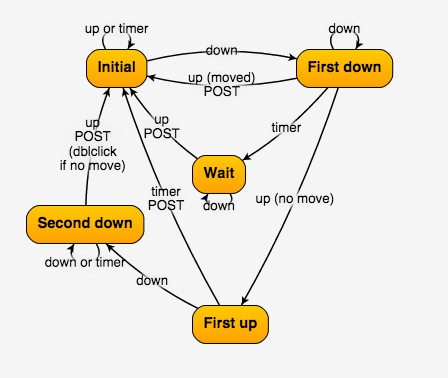 up or timer
down
Initial
down
First down
up (moved)
POST
up
POST
(dblclick
if no move)
up
POST
timer
Wait
down
timer
POST
up (no move)
Second down
down or timer
down
First up